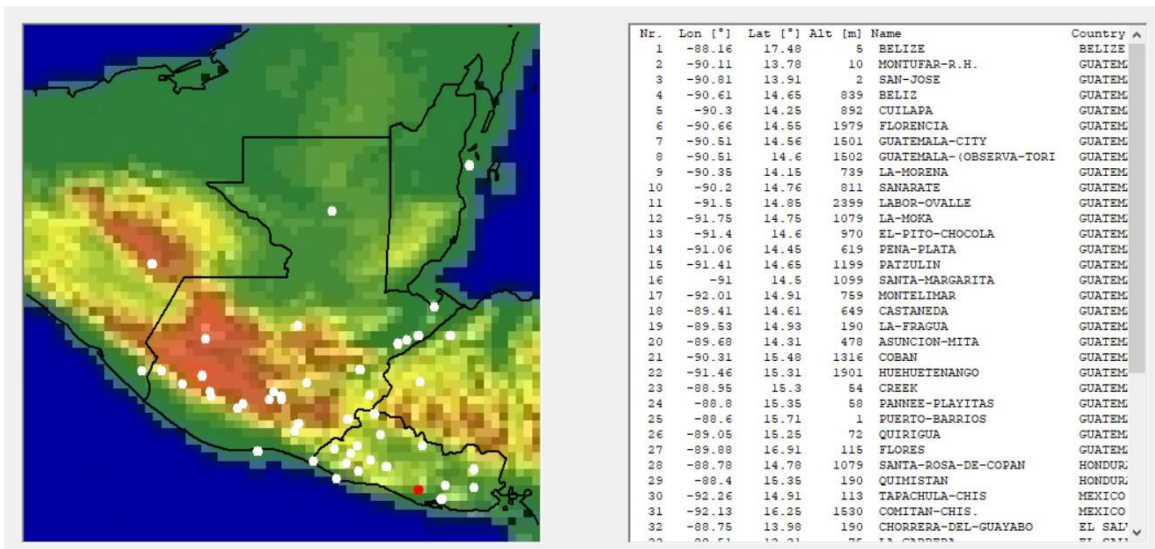 Nr. Lon [°] Lat [°] Alt [m] Name Country
1 -88.16 17.48 5 BELIZE BELIZE
2 -90.11 13.78 10 MONTUFAR-R.H. GUATEM
3 -90.81 13.91 2 SAN-JOSE GUATEM
4 -90.61 14.65 839 BELIZ GUATEM
5 -90.3 14.25 892 CUILAPA GUATEM
6 -90.66 14.55 1979 FLORENCIA GUATEM
7 -90.51 14.56 1501 GUATEMALA-CITY GUATEM
8 -90.51 14.6 1502 GUATEMALA-(OBSERVA-TORI GUATEM
9 -90.35 14.15 739 LA-MORENA GUATEM
10 -90.2 14.76 811 SANARATE GUATEM
11 -91.5 14.85 2399 LABOR-OVALLE GUATEM
12 -91.75 14.75 1079 LA-MOKA GUATEM
13 -91.4 14.6 970 EL-PITO-CHOCOLA GUATEM
14 -91.06 14.45 619 PENA-PLATA GUATEM
15 -91.41 14.65 1199 PATZULIN GUATEM
16 -91 14.5 1099 SANTA-MARGARITA GUATEM
17 -92.01 14.91 759 MONTELIMAR GUATEM
18 -89.41 14.61 649 CASTANEDA GUATEM
19 -89.53 14.93 190 LA-FRAGUA GUATEM
20 -89.68 14.31 478 ASUNCION-MITA GUATEM
21 -90.31 15.48 1316 COBAN GUATEM
22 -91.46 15.31 1901 HUEHUETENANGO GUATEM
23 -88.95 15.3 54 CREEK GUATEM
24 -88.8 15.35 58 PANNEE-PLAYITAS GUATEM
25 -88.6 15.71 1 PUERTO-BARRIOS GUATEM
26 -89.05 15.25 72 QUIRIGUA GUATEM
27 -89.88 16.91 115 FLORES GUATEM
28 -88.78 14.78 1079 SANTA-ROSA-DE-COPAN HONDUR
29 -88.4 15.35 190 QUIMISTAN HONDUR
30 -92.26 14.91 113 TAPACHULA-CHIS MEXICO
31 -92.13 16.25 1530 COMITAN-CHIS. MEXICO
32 -88.75 13.98 190 CHORRERA-DEL-GUAYABO EL SAL